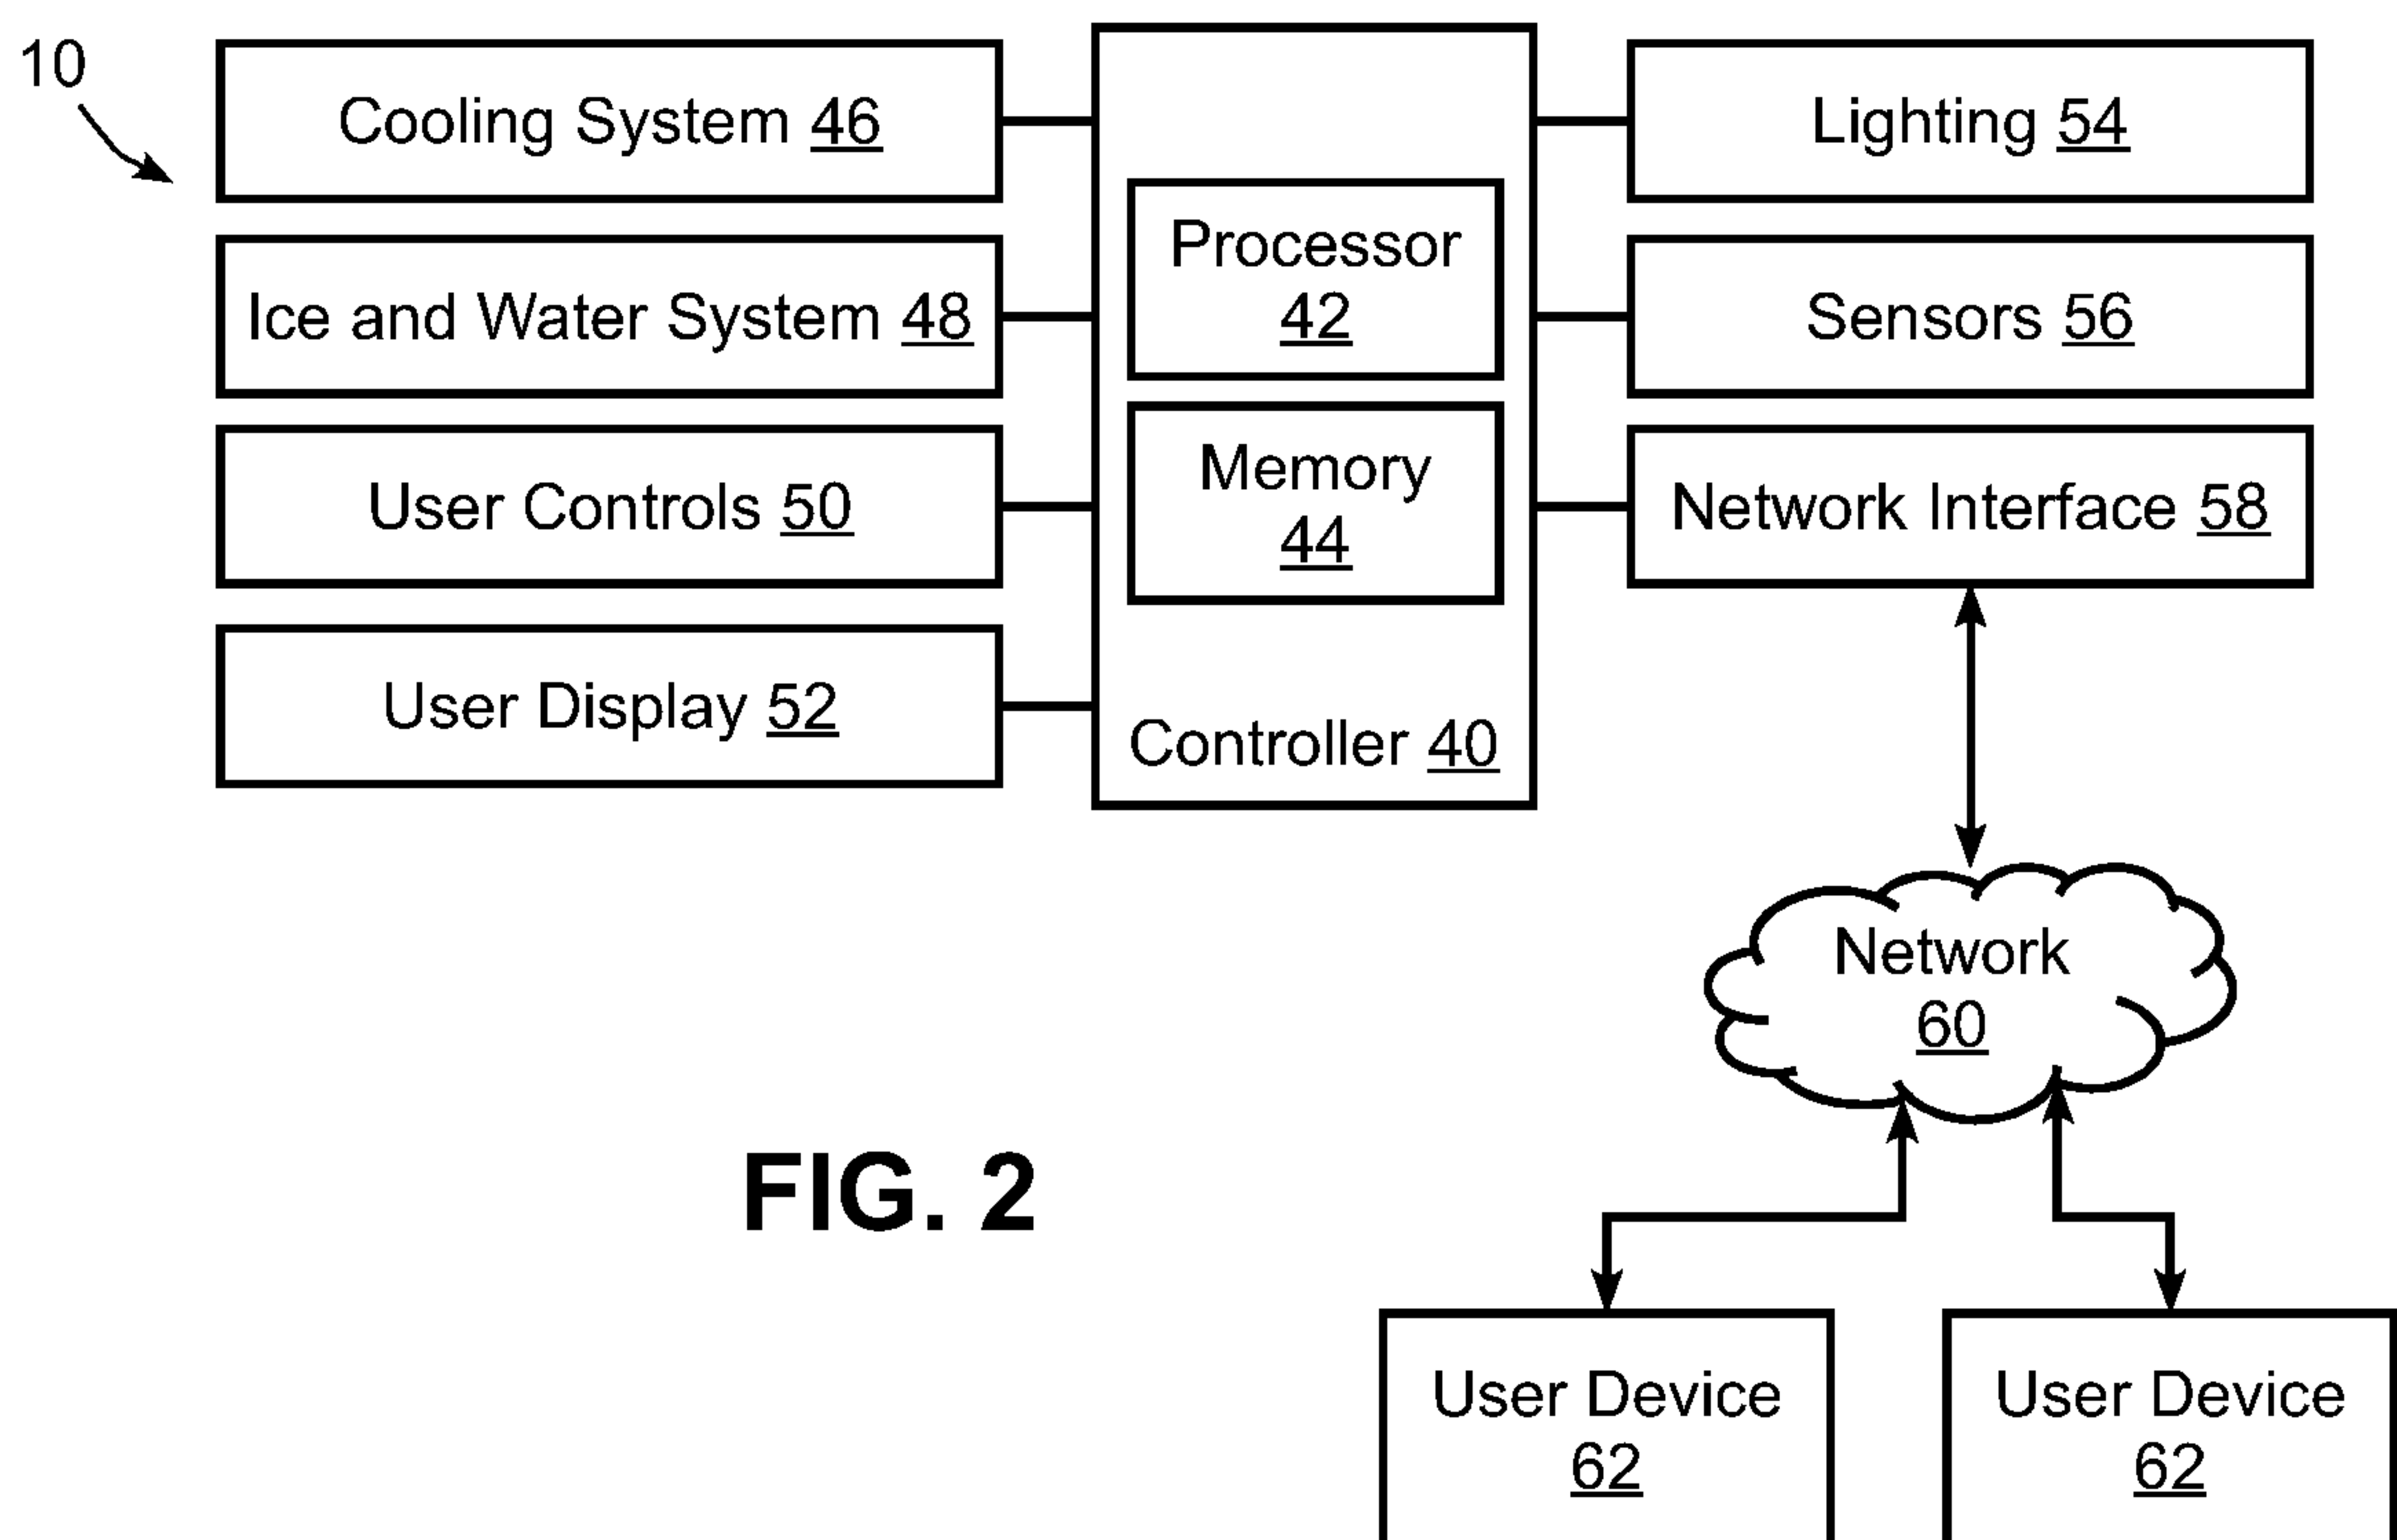 10
Cooling System 46
Ice and Water System 48
User Controls 50
User Display 52
Processor
42
Memory
44
Controller 40
Lighting 54
Sensors 56
Network Interface 58
Network
60
FIG. 2
User Device
62
User Device
62